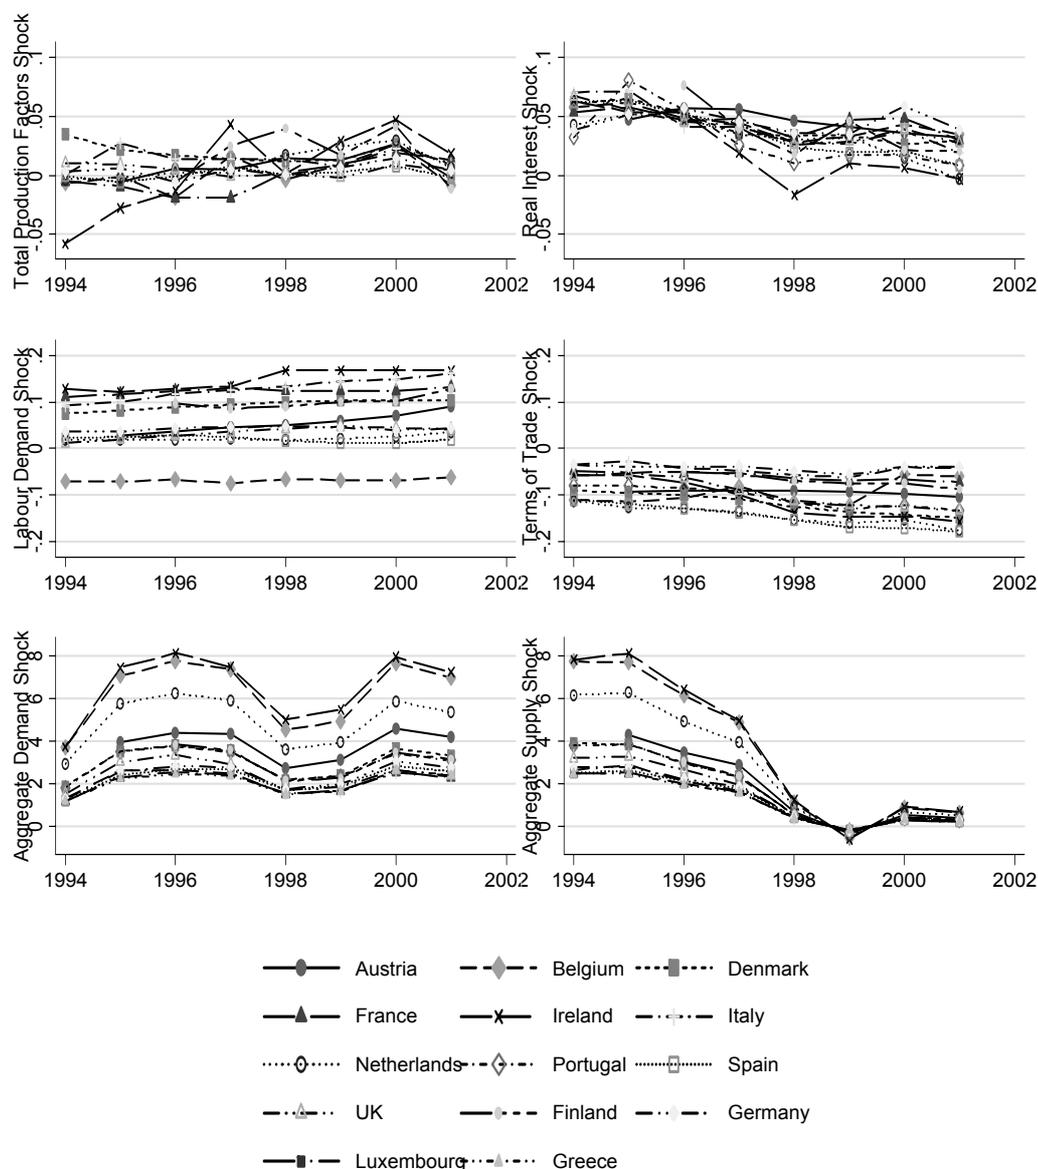 Total Production Factors Shock
-.05 0 .05 .1
1994 1996 1998 2000 2002
Real Interest Shock
-.05 0 .05 .1
1994 1996 1998 2000 2002
Labour Demand Shock
-.2 -.1 0 .1 .2
1994 1996 1998 2000 2002
Terms of Trade Shock
-.2 -.1 0 .1 .2
1994 1996 1998 2000 2002
Aggregate Demand Shock
0 2 4 6 8
1994 1996 1998 2000 2002
Aggregate Supply Shock
0 2 4 6 8
1994 1996 1998 2000 2002
Austria Belgium Denmark
France Ireland Italy
Netherlands Portugal Spain
UK Finland Germany
Luxembourg Greece